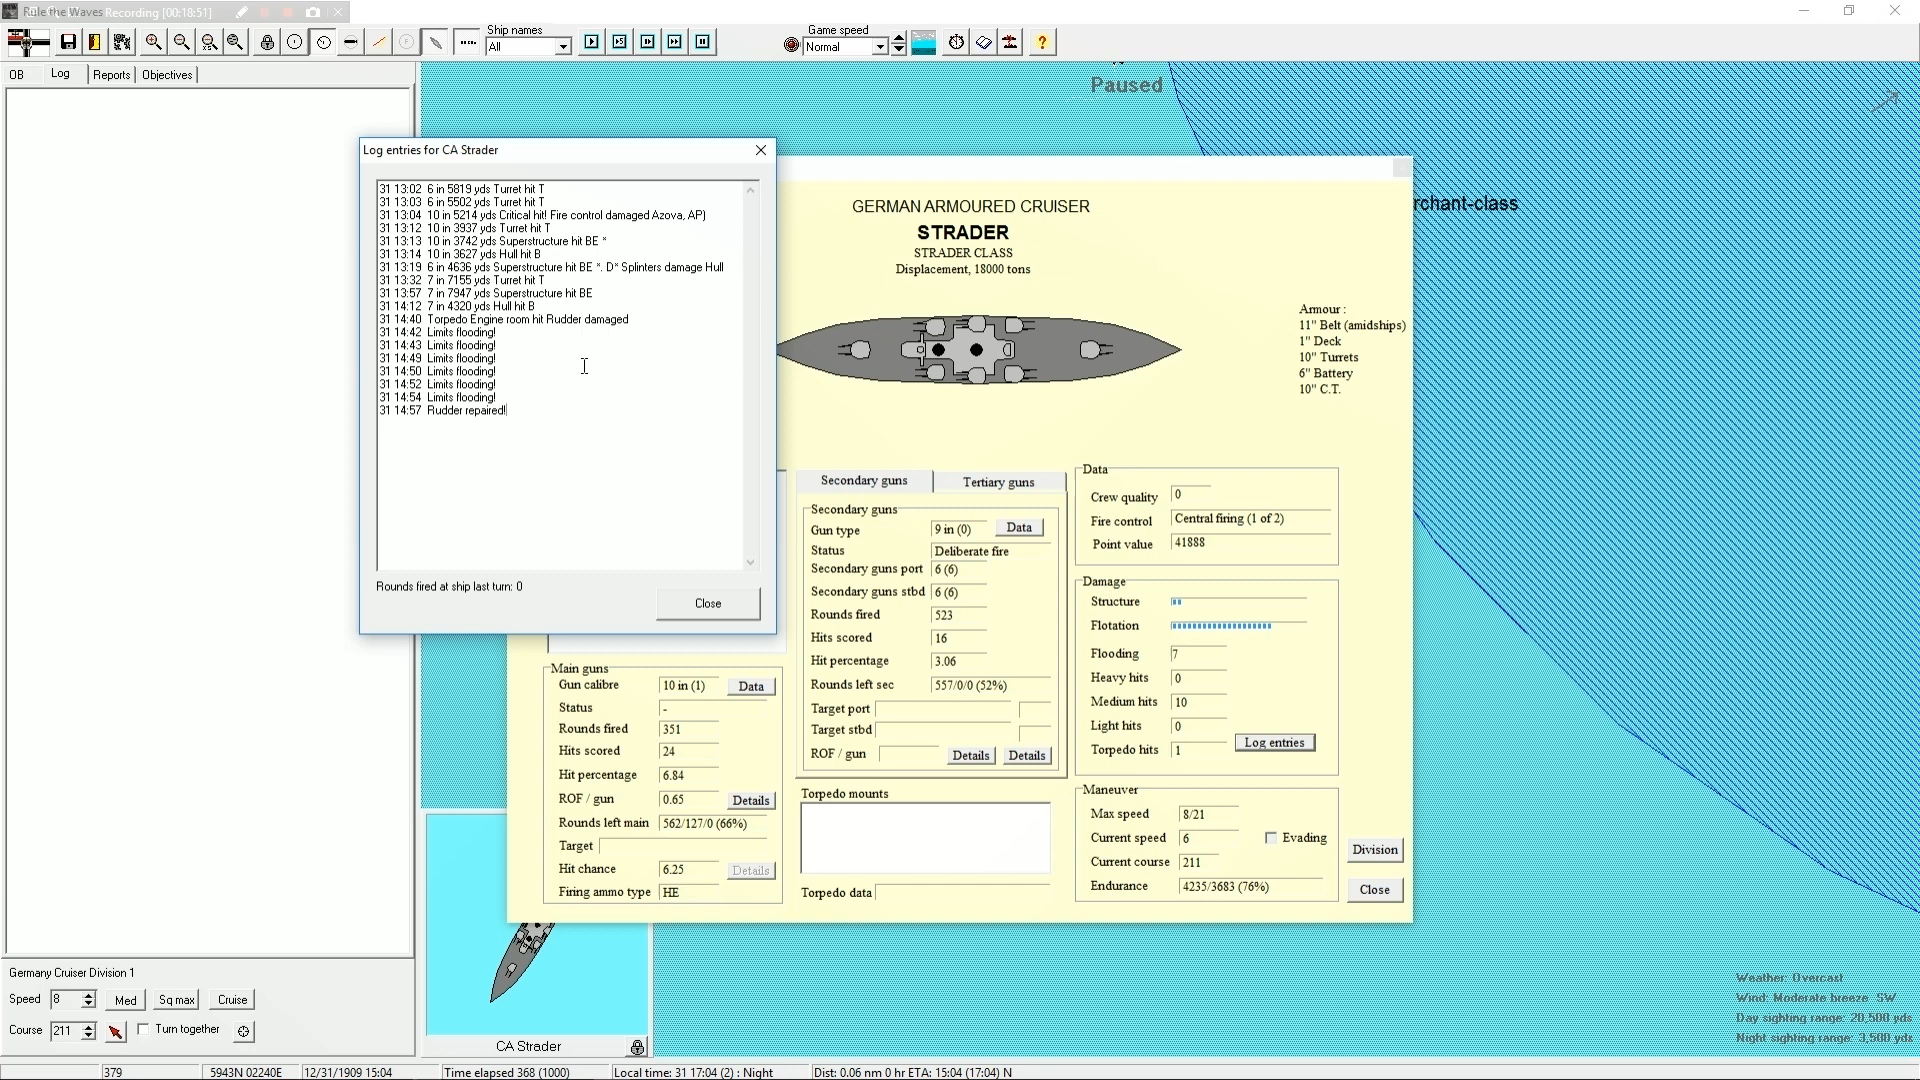 Rule the Waves Recording [00:18:51]
Ship names
All
Game speed
Normal
OB
Log
Reports
Objectives
Paused
Log entries for CA Strader
31 13:02 6 in 5819 yds Turret hit T
31 13:03 6 in 5502 yds Turret hit T
31 13:04 10 in 5214 yds Critical hit! Fire control damaged Azova, AP)
31 13:12 10 in 3937 yds Turret hit T
31 13:13 10 in 3742 yds Superstructure hit BE *
31 13:14 10 in 3627 yds Hull hit B
31 13:19 6 in 4636 yds Superstructure hit BE *. D* Splinters damage Hull
31 13:32 7 in 7155 yds Turret hit T
31 13:57 7 in 7947 yds Superstructure hit BE
31 14:12 7 in 4320 yds Hull hit B
31 14:40 Torpedo Engine room hit Rudder damaged
31 14:42 Limits flooding!
31 14:43 Limits flooding!
31 14:49 Limits flooding!
31 14:50 Limits flooding!
31 14:52 Limits flooding!
31 14:54 Limits flooding!
31 14:57 Rudder repaired!
Rounds fired at ship last turn: 0
Close
rchant-class
GERMAN ARMOURED CRUISER
STRADER
STRADER CLASS
Displacement, 18000 tons
Armour :
11" Belt (amidships)
1" Deck
10" Turrets
6" Battery
10" C.T.
Main guns
Gun calibre 10 in (1) Data
Status -
Rounds fired 351
Hits scored 24
Hit percentage 6.84
ROF / gun 0.65 Details
Rounds left main 562/127/0 (66%)
Target
Hit chance 6.25 Details
Firing ammo type HE
Secondary guns
Tertiary guns
Secondary guns
Gun type 9 in (0) Data
Status Deliberate fire
Secondary guns port 6 (6)
Secondary guns stbd 6 (6)
Rounds fired 523
Hits scored 16
Hit percentage 3.06
Rounds left sec 557/0/0 (52%)
Target port
Target stbd
ROF / gun Details Details
Torpedo mounts
Torpedo data
Data
Crew quality 0
Fire control Central firing (1 of 2)
Point value 41888
Damage
Structure
Flotation
Flooding 7
Heavy hits 0
Medium hits 10
Light hits 0
Torpedo hits 1 Log entries
Maneuver
Max speed 8/21
Current speed 6 Evading
Current course 211
Endurance 4235/3683 (76%)
Division
Close
Germany Cruiser Division 1
Speed 8 Med Sq max Cruise
Course 211 Turn together
CA Strader
Weather: Overcast
Wind: Moderate breeze SW
Day sighting range: 20,500 yds
Night sighting range: 3,500 yds
379 5943N 02240E 12/31/1909 15:04 Time elapsed 368 (1000) Local time: 31 17:04 (2) : Night Dist: 0.06 nm 0 hr ETA: 15:04 (17:04) N